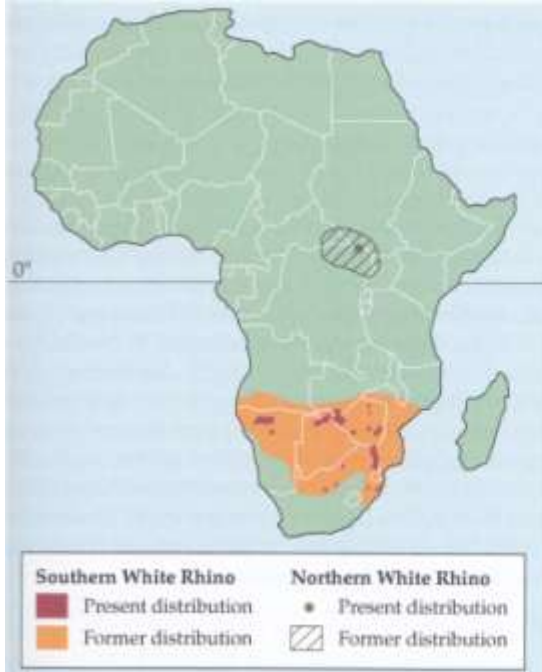 0°
Southern White Rhino
Present distribution
Former distribution
Northern White Rhino
Present distribution
Former distribution